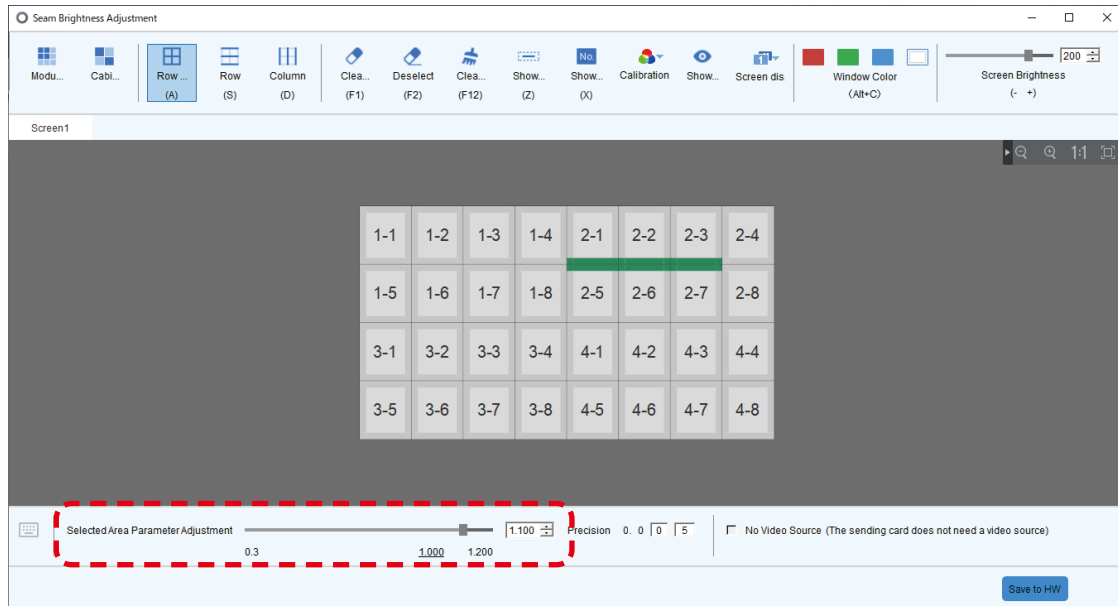 Seam Brightness Adjustment
Modu... Cabi... Row ... Row Column Clea... Deselect Clea... Show... No. Show... Calibration Show... 1 Screen dis Window Color 200 Screen Brightness
(A) (S) (D) (F1) (F2) (F12) (Z) (X) (Alt+C) (- +)
Screen1
1:1
1-1 1-2 1-3 1-4 2-1 2-2 2-3 2-4
1-5 1-6 1-7 1-8 2-5 2-6 2-7 2-8
3-1 3-2 3-3 3-4 4-1 4-2 4-3 4-4
3-5 3-6 3-7 3-8 4-5 4-6 4-7 4-8
Selected Area Parameter Adjustment 1.100 Precision 0. 0 0 5 No Video Source (The sending card does not need a video source)
0.3 1.000 1.200
Save to HW